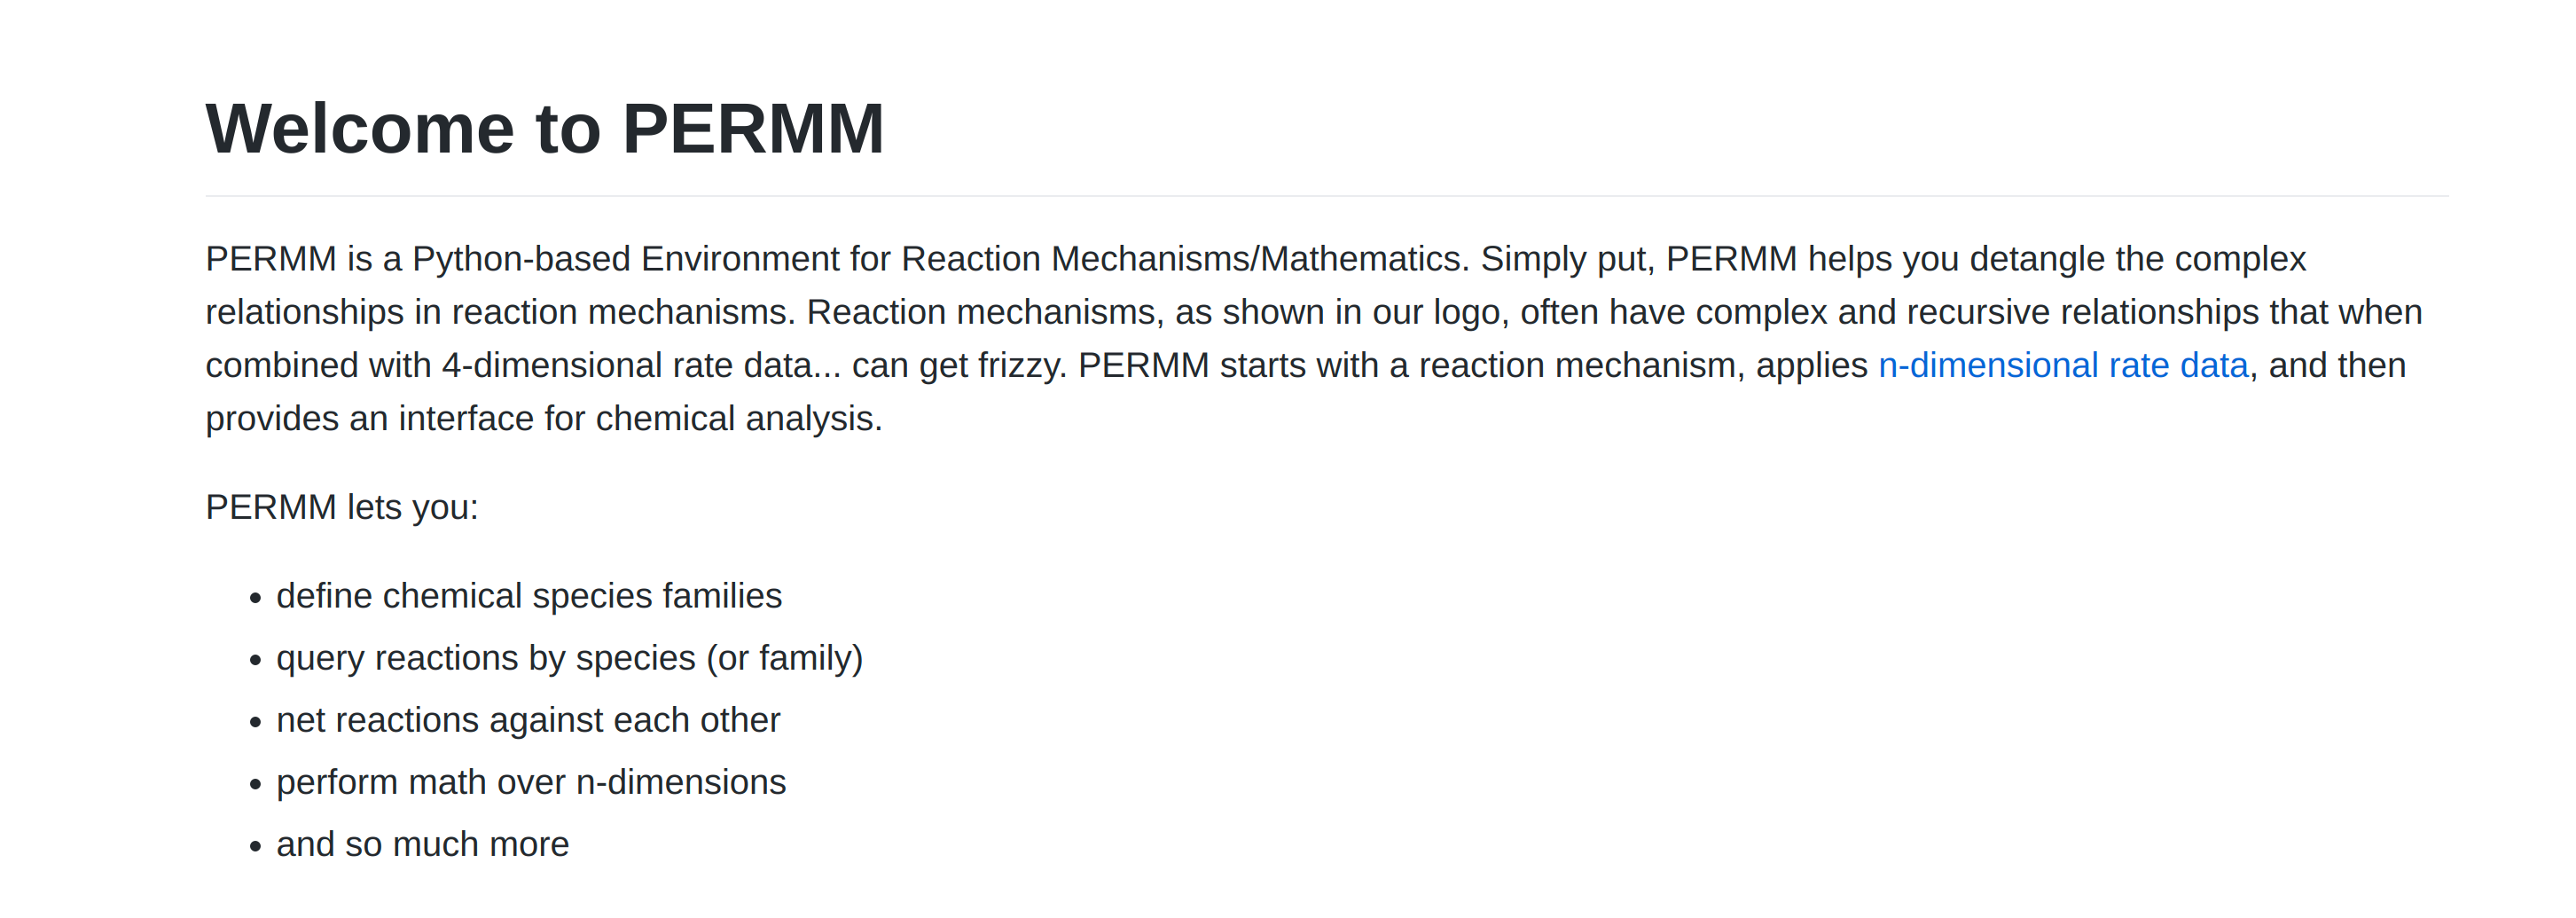 Welcome to PERMM
PERMM is a Python-based Environment for Reaction Mechanisms/Mathematics. Simply put, PERMM helps you detangle the complex
relationships in reaction mechanisms. Reaction mechanisms, as shown in our logo, often have complex and recursive relationships that when
combined with 4-dimensional rate data... can get frizzy. PERMM starts with a reaction mechanism, applies n-dimensional rate data, and then
provides an interface for chemical analysis.
PERMM lets you:
• define chemical species families
• query reactions by species (or family)
• net reactions against each other
• perform math over n-dimensions
• and so much more